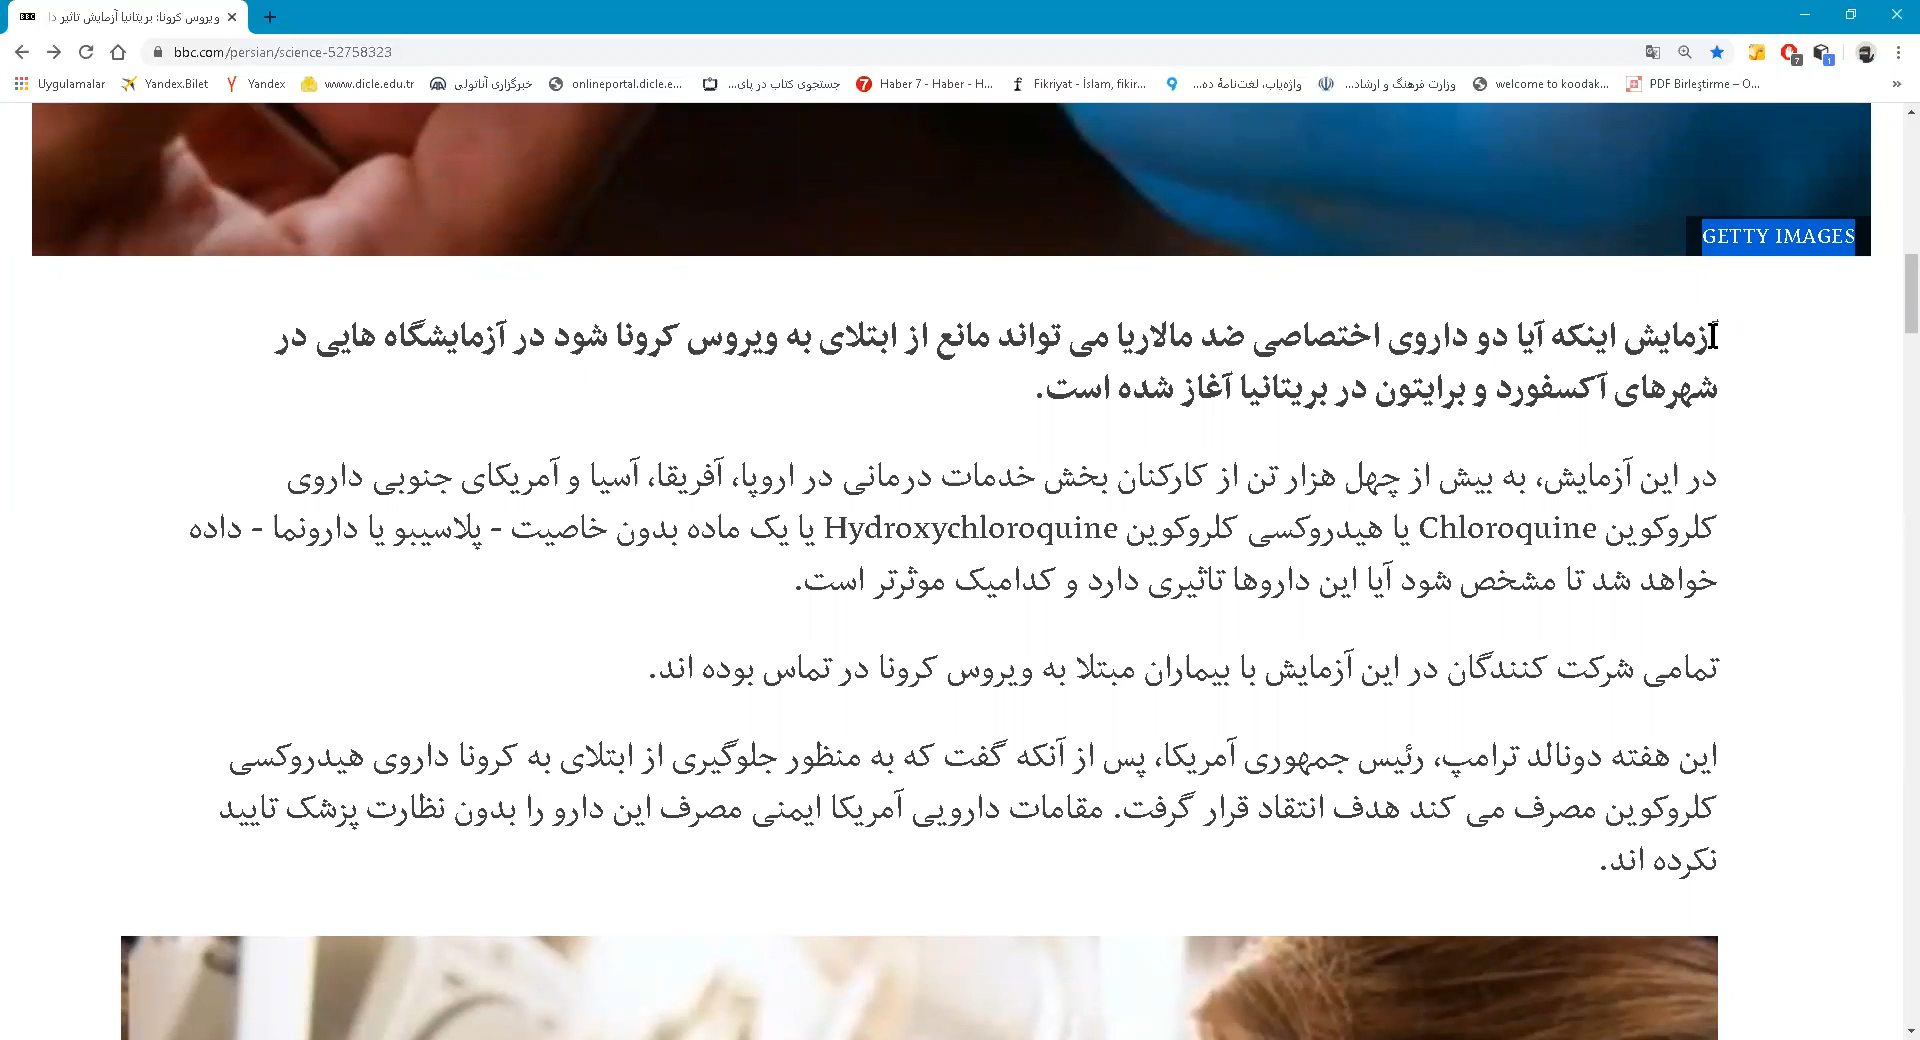 BBC ویروس کرونا: بریتانیا آزمایش تاثیر دا
bbc.com/persian/science-52758323
7 1
Uygulamalar Yandex.Bilet Yandex www.dicle.edu.tr خبرگزاری آناتولی onlineportal.dicle.e... جستجوی کتاب در پای... Haber 7 - Haber - H... Fikriyat - İslam, fikir... واژه‌یاب، لغت‌نامهٔ ده... وزارت فرهنگ و ارشاد... welcome to koodak... PDF Birleştirme – O... »
GETTY IMAGES
آزمایش اینکه آیا دو داروی اختصاصی ضد مالاریا می تواند مانع از ابتلای به ویروس کرونا شود در آزمایشگاه هایی در
شهرهای آکسفورد و برایتون در بریتانیا آغاز شده است.
در این آزمایش، به بیش از چهل هزار تن از کارکنان بخش خدمات درمانی در اروپا، آفریقا، آسیا و آمریکای جنوبی داروی
کلروکوین Chloroquine یا هیدروکسی کلروکوین Hydroxychloroquine یا یک ماده بدون خاصیت - پلاسیبو یا دارونما - داده
خواهد شد تا مشخص شود آیا این داروها تاثیری دارد و کدامیک موثرتر است.
تمامی شرکت کنندگان در این آزمایش با بیماران مبتلا به ویروس کرونا در تماس بوده اند.
این هفته دونالد ترامپ، رئیس جمهوری آمریکا، پس از آنکه گفت که به منظور جلوگیری از ابتلای به کرونا داروی هیدروکسی
کلروکوین مصرف می کند هدف انتقاد قرار گرفت. مقامات دارویی آمریکا ایمنی مصرف این دارو را بدون نظارت پزشک تایید
نکرده اند.